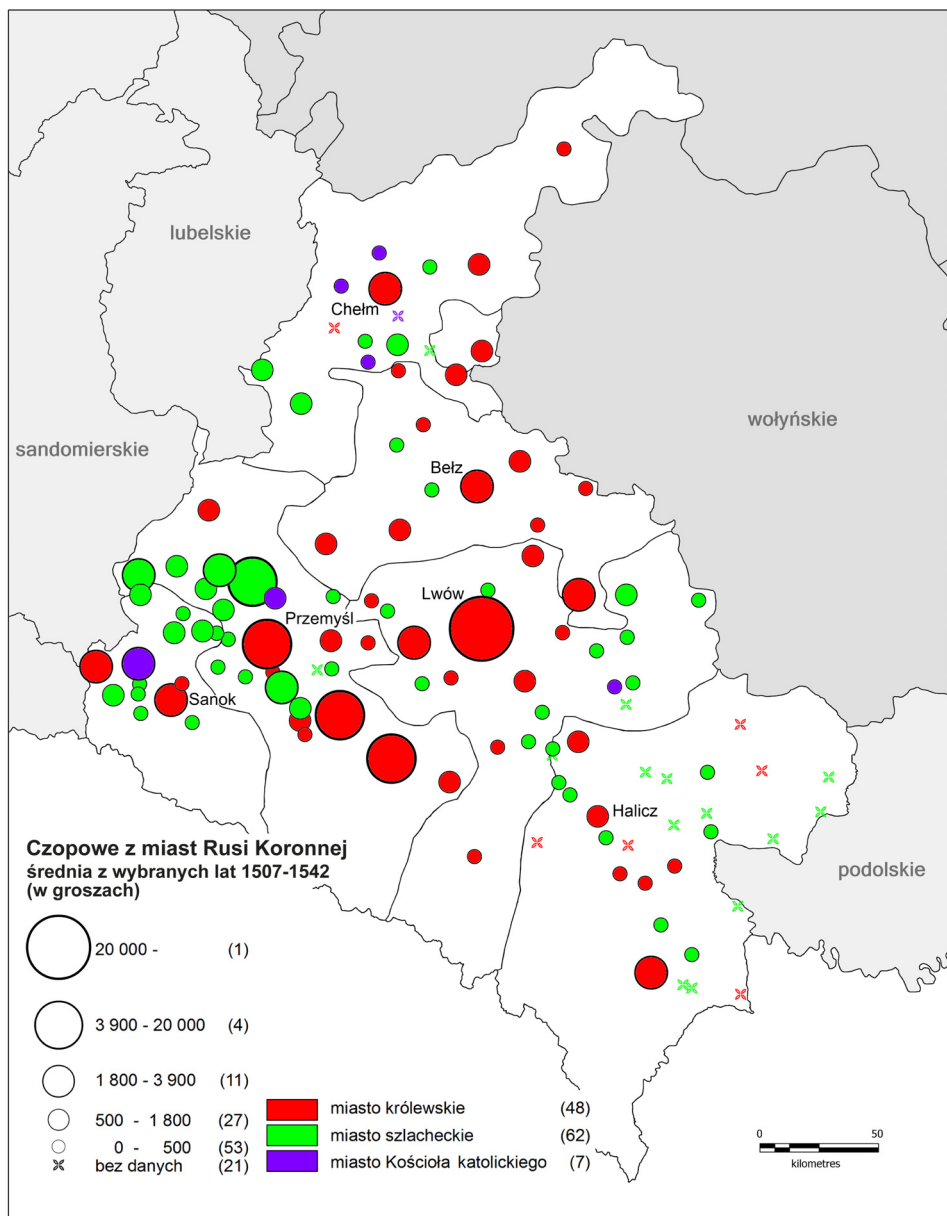 lubelskie
Chełm
wołyńskie
sandomierskie
Bełz
Lwów
Przemyśl
Sanok
Halicz
podolskie
Czopowe z miast Rusi Koronnej
średnia z wybranych lat 1507-1542
(w groszach)
20 000 - (1)
3 900 - 20 000 (4)
1 800 - 3 900 (11)
500 - 1 800 (27)
0 - 500 (53)
bez danych (21)
miasto królewskie (48)
miasto szlacheckie (62)
miasto Kościoła katolickiego (7)
0 50
kilometres